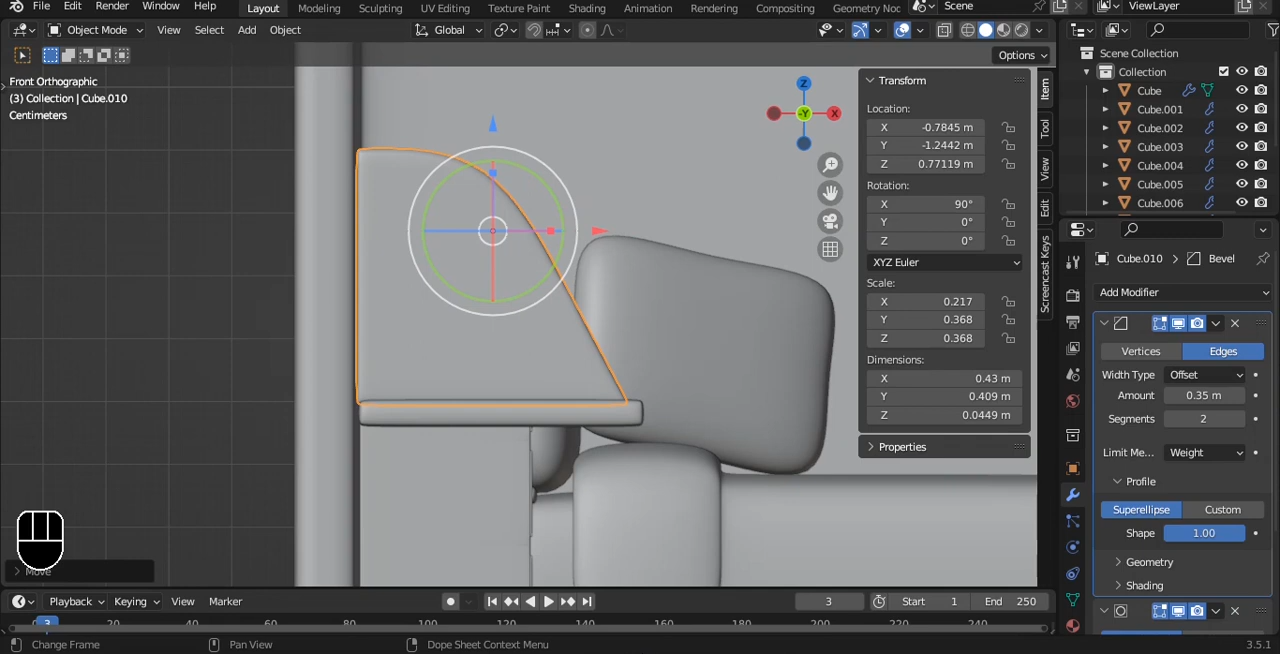 File Edit Render Window Help Layout Modeling Sculpting UV Editing Texture Paint Shading Animation Rendering Compositing Geometry Noc Scene ViewLayer
Object Mode View Select Add Object Global
Options
Front Orthographic
(3) Collection | Cube.010
Centimeters
Z
-Y
X
Transform
Location:
X -0.7845 m
Y -1.2442 m
Z 0.77119 m
Rotation:
X 90°
Y 0°
Z 0°
XYZ Euler
Scale:
X 0.217
Y 0.368
Z 0.368
Dimensions:
X 0.43 m
Y 0.409 m
Z 0.0449 m
Properties
Item
Tool
View
Edit
Screencast Keys
Scene Collection
Collection
Cube
Cube.001
Cube.002
Cube.003
Cube.004
Cube.005
Cube.006
Cube.010 > Bevel
Add Modifier
Vertices Edges
Width Type Offset
Amount 0.35 m
Segments 2
Limit Me... Weight
Profile
Superellipse Custom
Shape 1.00
Geometry
Shading
Move
Playback Keying View Marker 3 Start 1 End 250
3 20 40 60 80 100 120 140 160 180 200 220 240
Change Frame Pan View Dope Sheet Context Menu 3.5.1